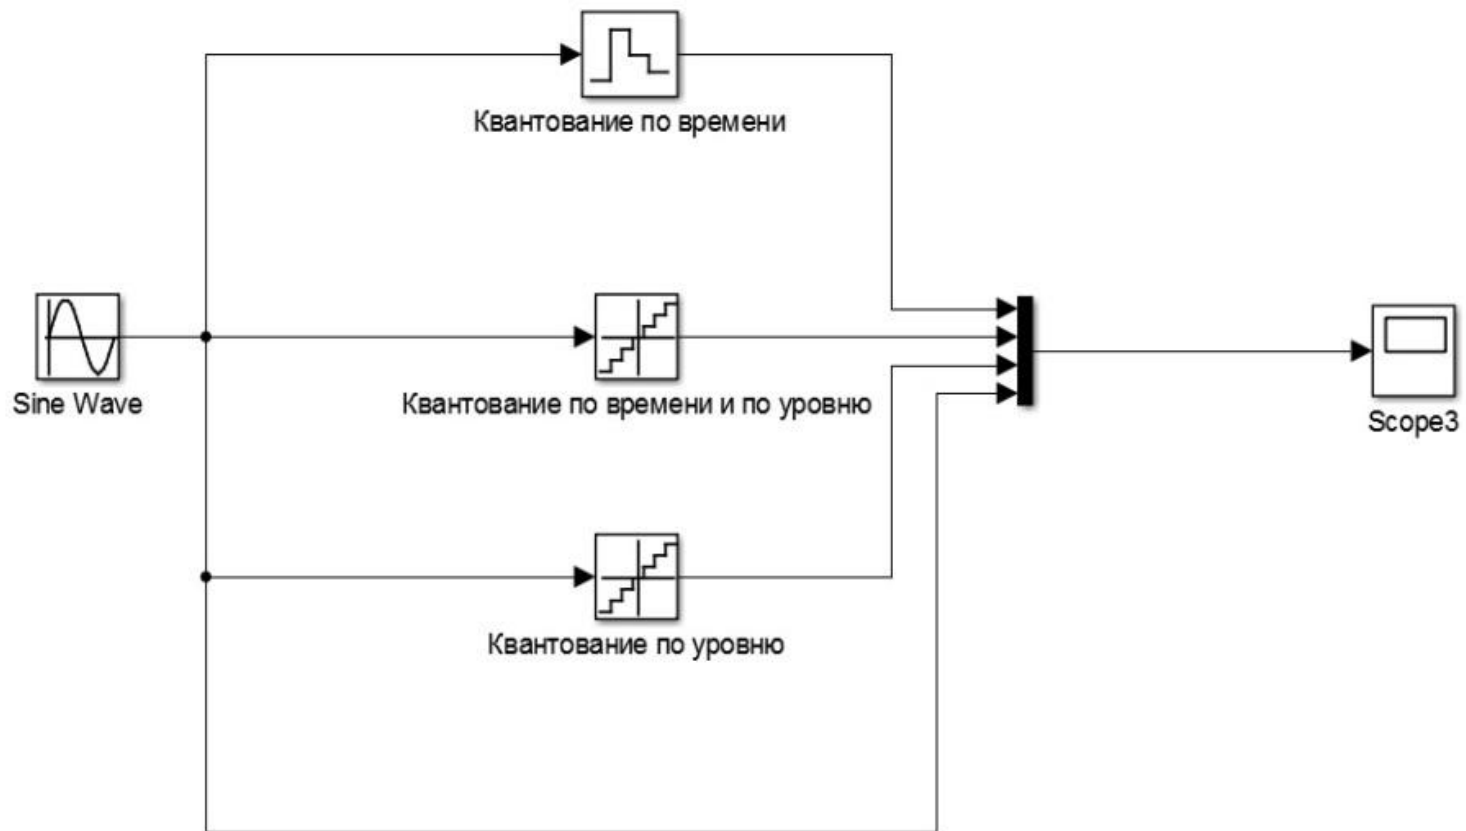 Квантование по времени
Sine Wave
Квантование по времени и по уровню
Scope3
Квантование по уровню